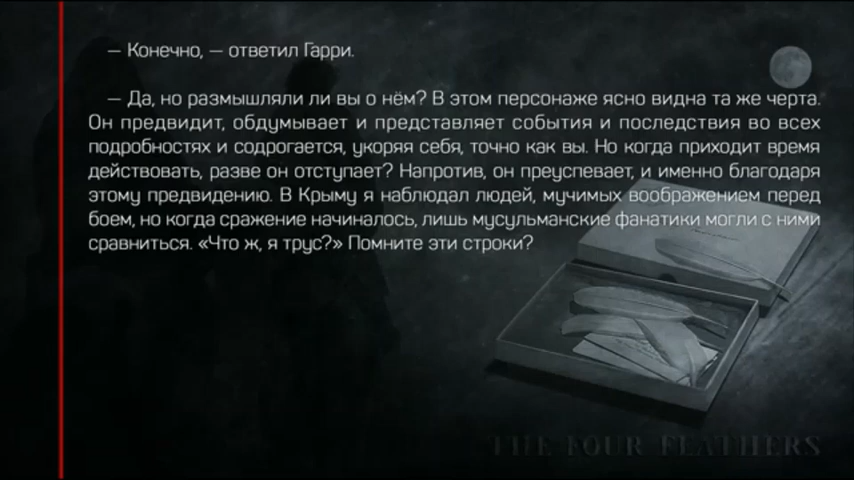 — Конечно, — ответил Гарри.
— Да, но размышляли ли вы о нём? В этом персонаже ясно видна та же черта.
Он предвидит, обдумывает и представляет события и последствия во всех
подробностях и содрогается, укоряя себя, точно как вы. Но когда приходит время
действовать, разве он отступает? Напротив, он преуспевает, и именно благодаря
этому предвидению. В Крыму я наблюдал людей, мучимых воображением перед
боем, но когда сражение начиналось, лишь мусульманские фанатики могли с ними
сравниться. «Что ж, я трус?» Помните эти строки?
THE FOUR FEATHERS